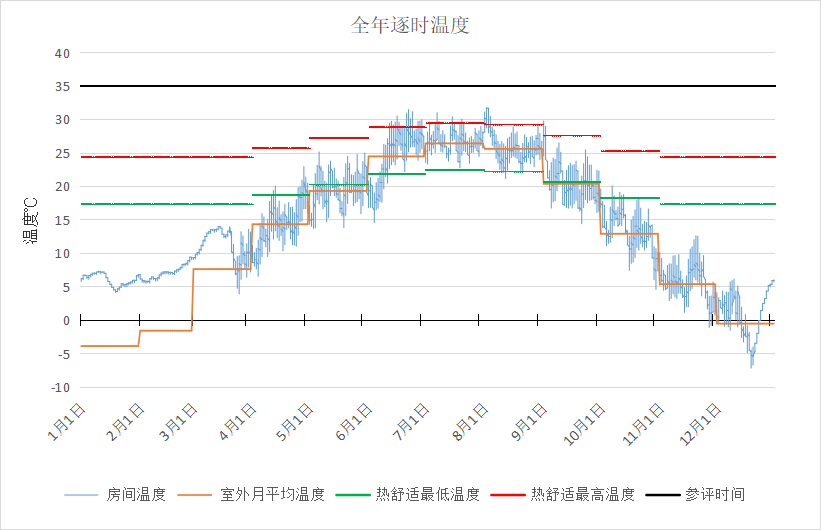 全年逐时温度
温度℃
40
35
30
25
20
15
10
5
0
-5
-10
1月1日
2月1日
3月1日
4月1日
5月1日
6月1日
7月1日
8月1日
9月1日
10月1日
11月1日
12月1日
房间温度 室外月平均温度 热舒适最低温度 热舒适最高温度 参评时间